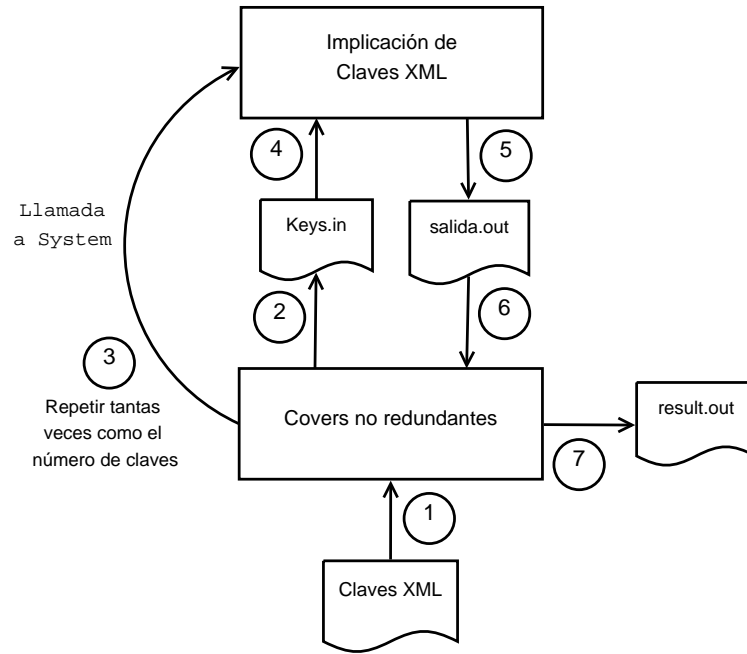 Implicación de
Claves XML
4
5
Llamada
a System
Keys.in
salida.out
2
6
3
Repetir tantas
veces como el
número de claves
Covers no redundantes
result.out
7
1
Claves XML